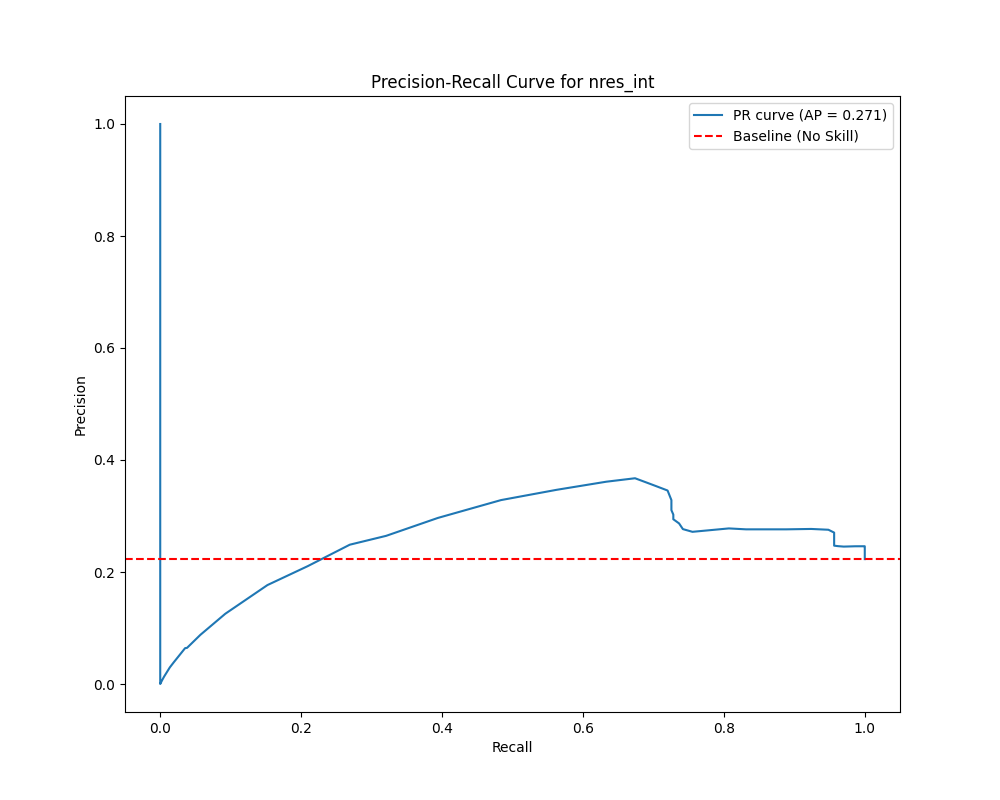 Precision-Recall Curve for nres_int
PR curve (AP = 0.271)
Baseline (No Skill)
Precision
1.0
0.8
0.6
0.4
0.2
0.0
0.0 0.2 0.4 0.6 0.8 1.0
Recall